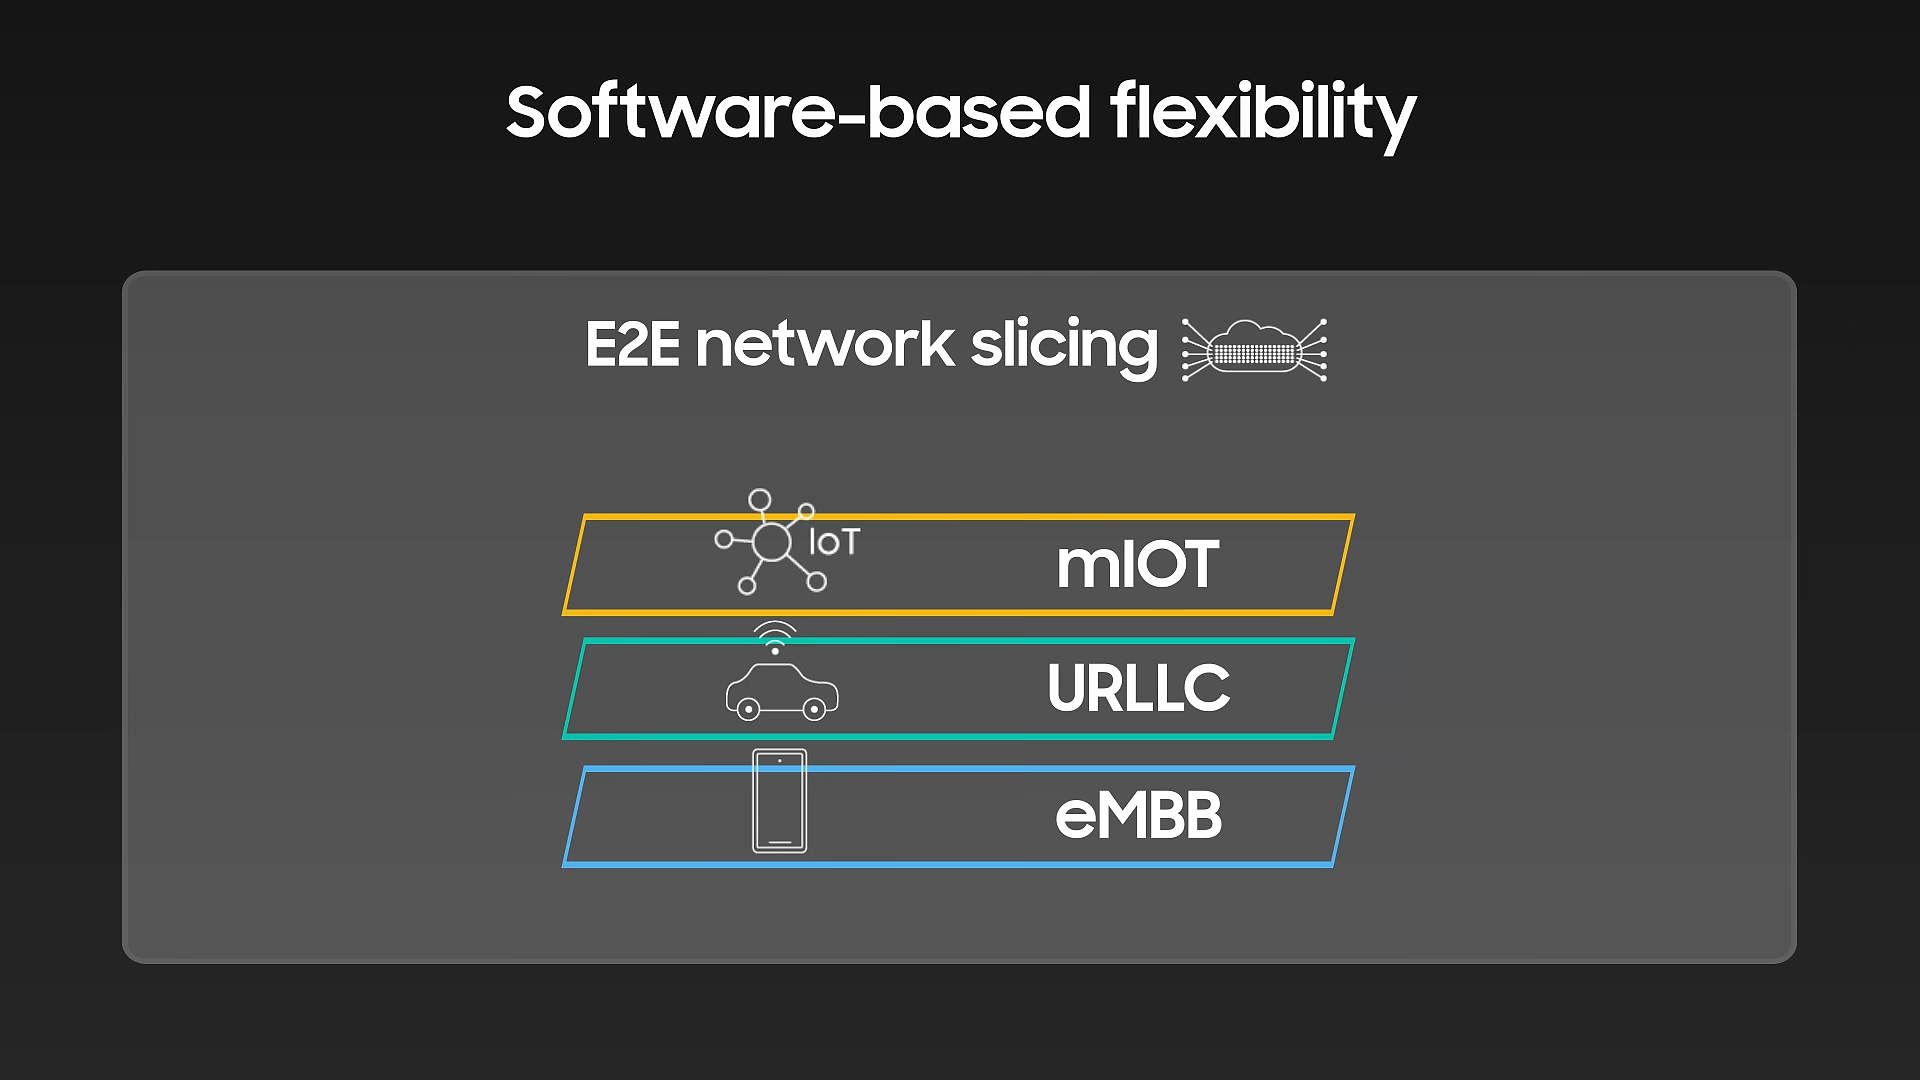 Software-based flexibility
E2E network slicing
IoT
mIOT
URLLC
eMBB